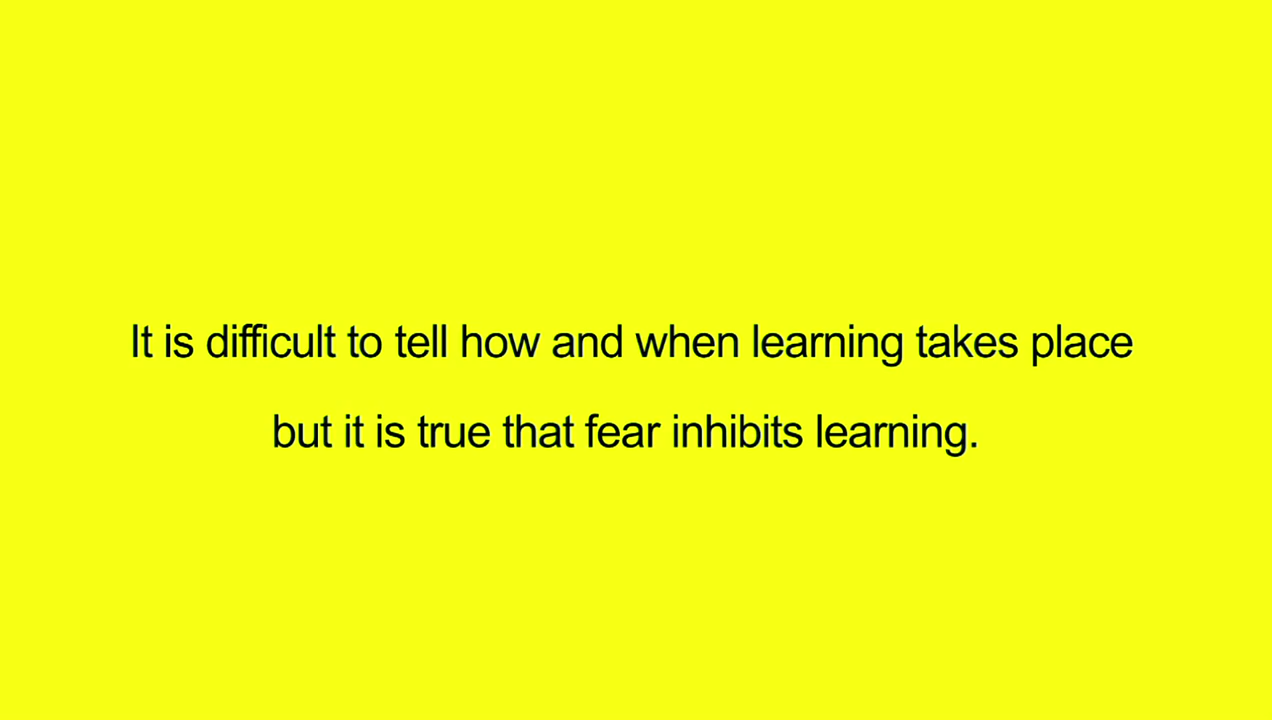 It is difficult to tell how and when learning takes place
but it is true that fear inhibits learning.